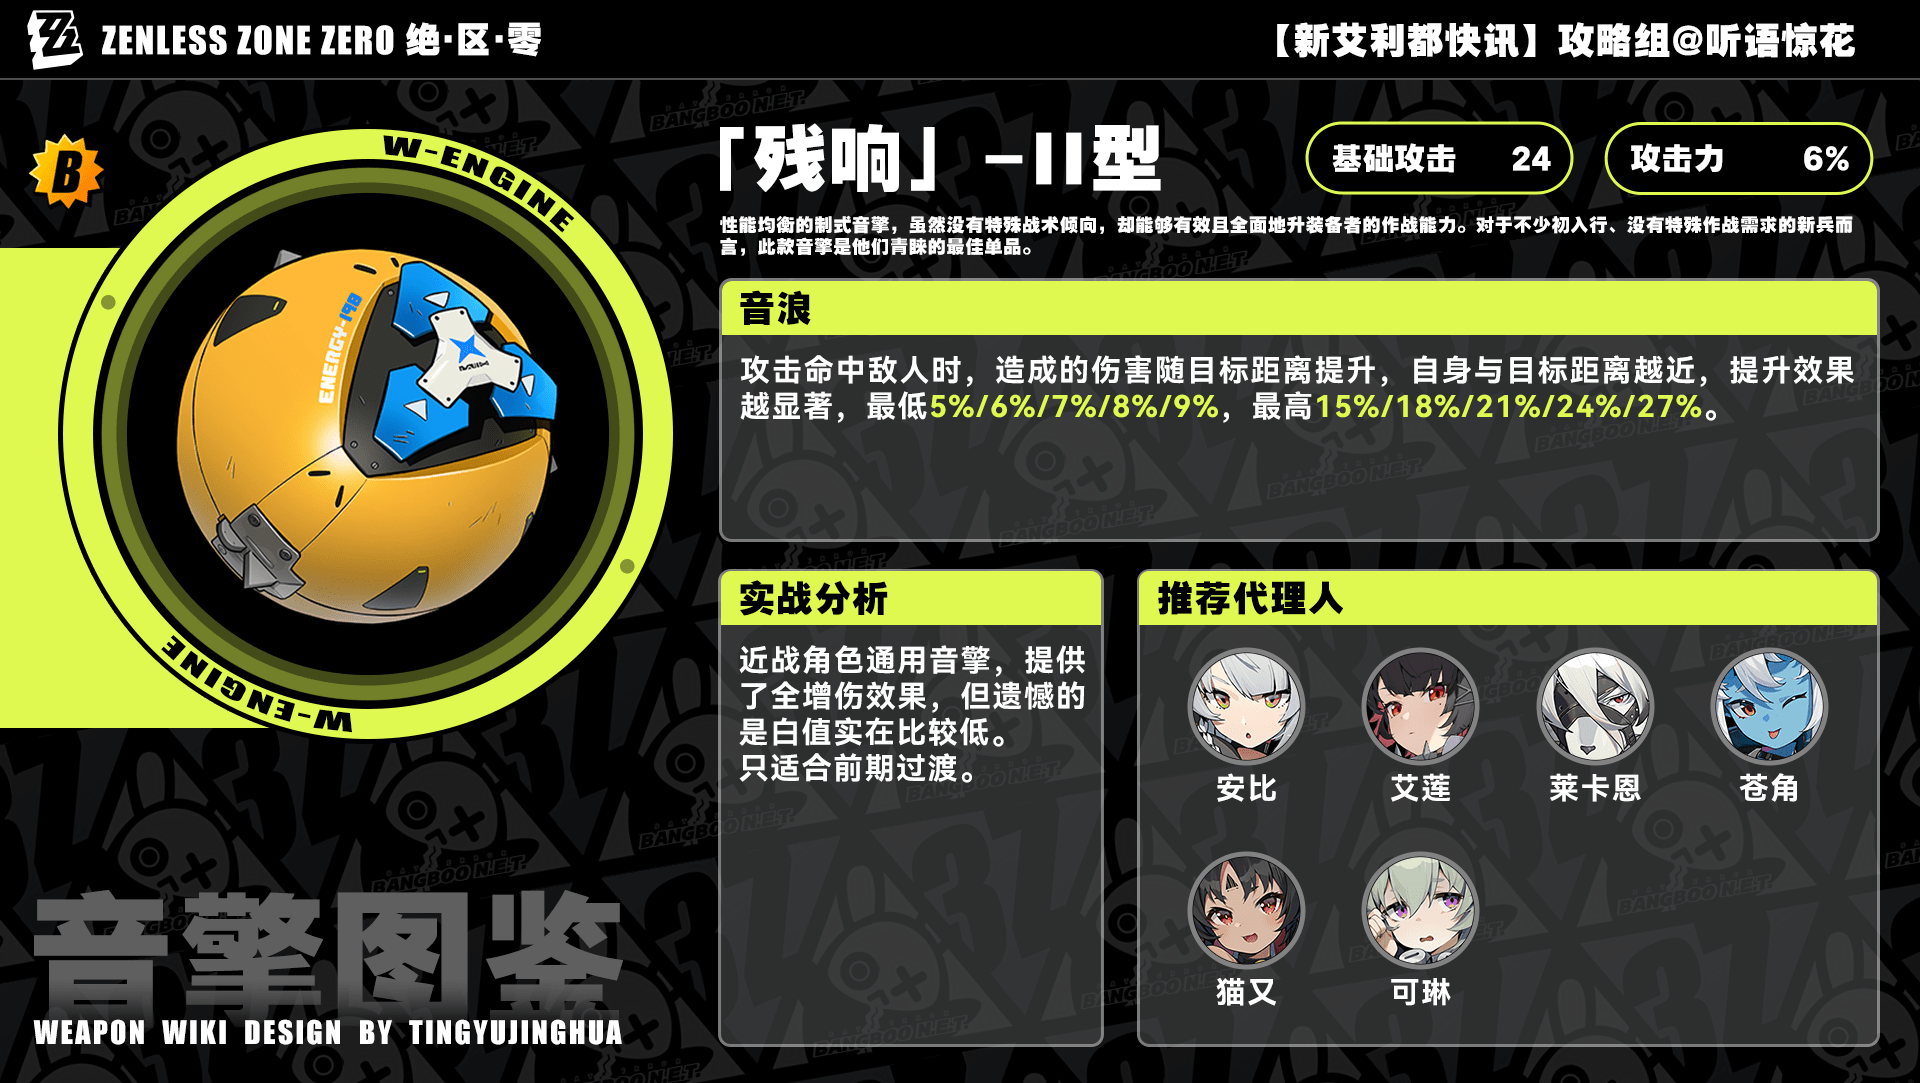 ZENLESS ZONE ZERO 绝·区·零
【新艾利都快讯】攻略组@听语惊花
B
W-ENGINE
ENERGY-198
W-ENGINE
「残响」-II型
基础攻击 24
攻击力 6%
性能均衡的制式音擎，虽然没有特殊战术倾向，却能够有效且全面地升装备者的作战能力。对于不少初入行、没有特殊作战需求的新兵而
言，此款音擎是他们青睐的最佳单品。
音浪
攻击命中敌人时，造成的伤害随目标距离提升，自身与目标距离越近，提升效果
越显著，最低5%/6%/7%/8%/9%，最高15%/18%/21%/24%/27%。
实战分析
近战角色通用音擎，提供
了全增伤效果，但遗憾的
是白值实在比较低。
只适合前期过渡。
推荐代理人
安比
艾莲
莱卡恩
苍角
猫又
可琳
音擎图鉴
WEAPON WIKI DESIGN BY TINGYUJINGHUA
BANGBOO N.E.T.